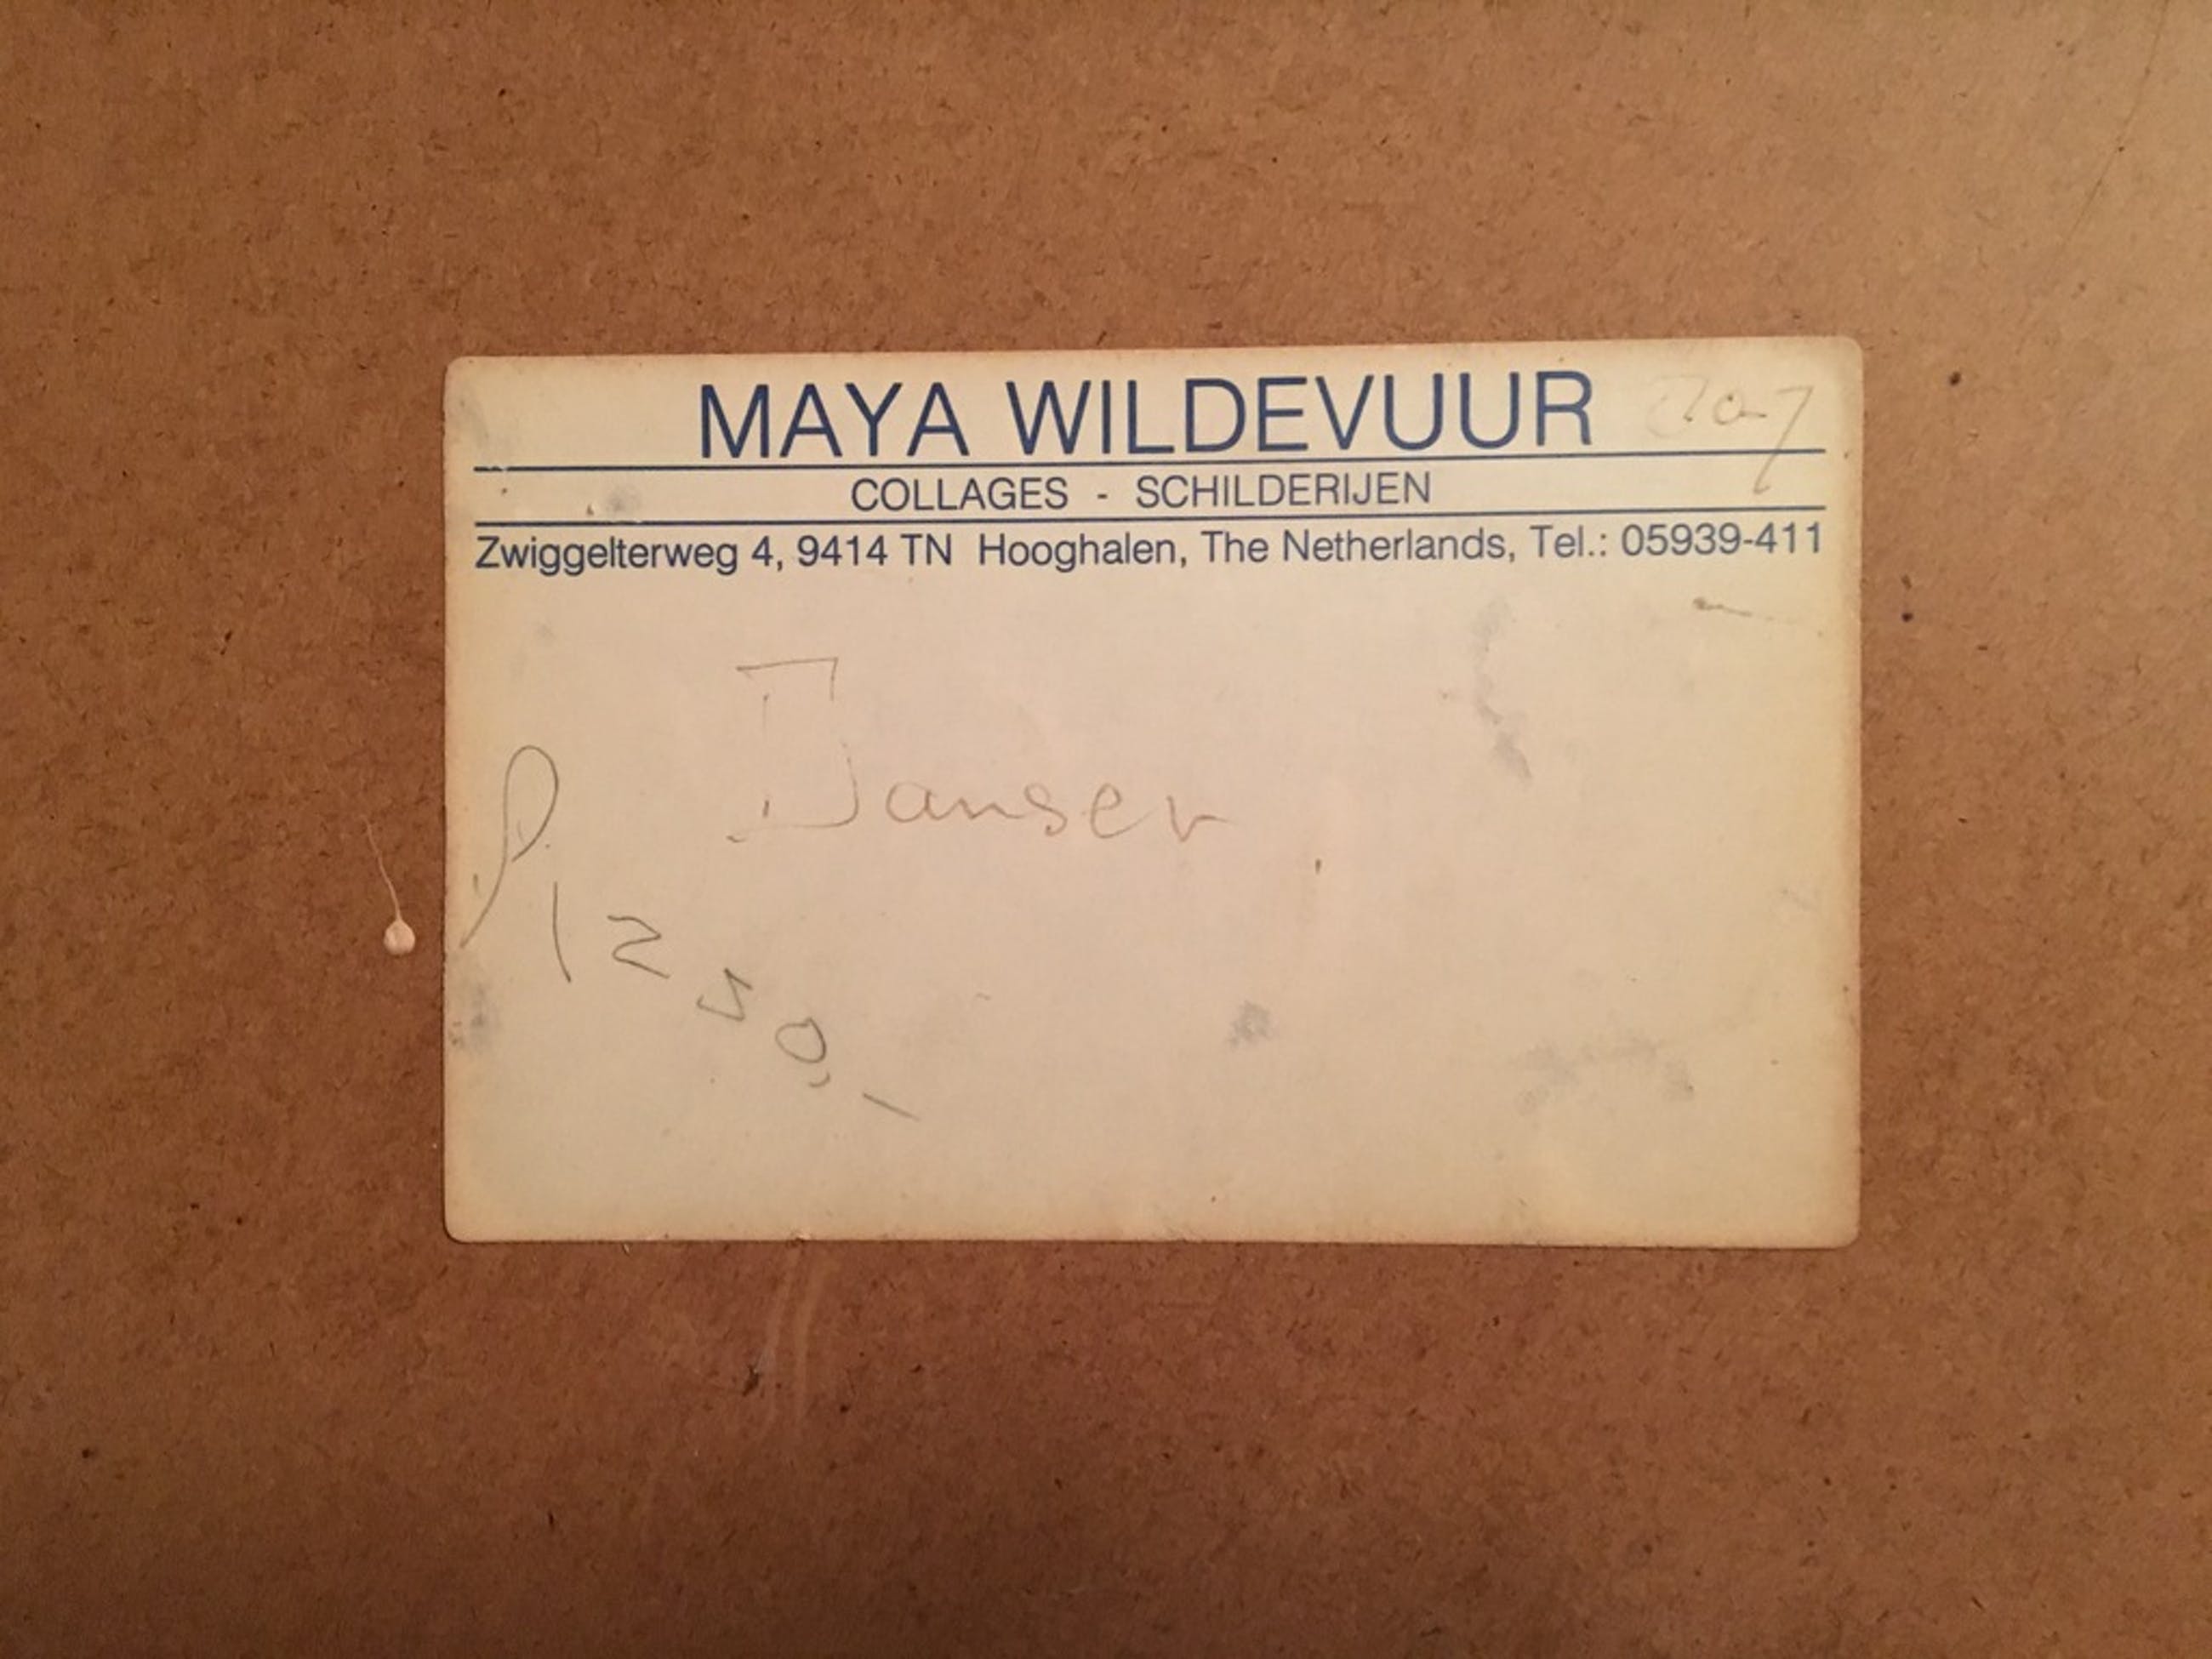 MAYA WILDEVUUR
COLLAGES - SCHILDERIJEN
Zwiggelterweg 4, 9414 TN Hooghalen, The Netherlands, Tel.: 05939-411
Danser
1250,-